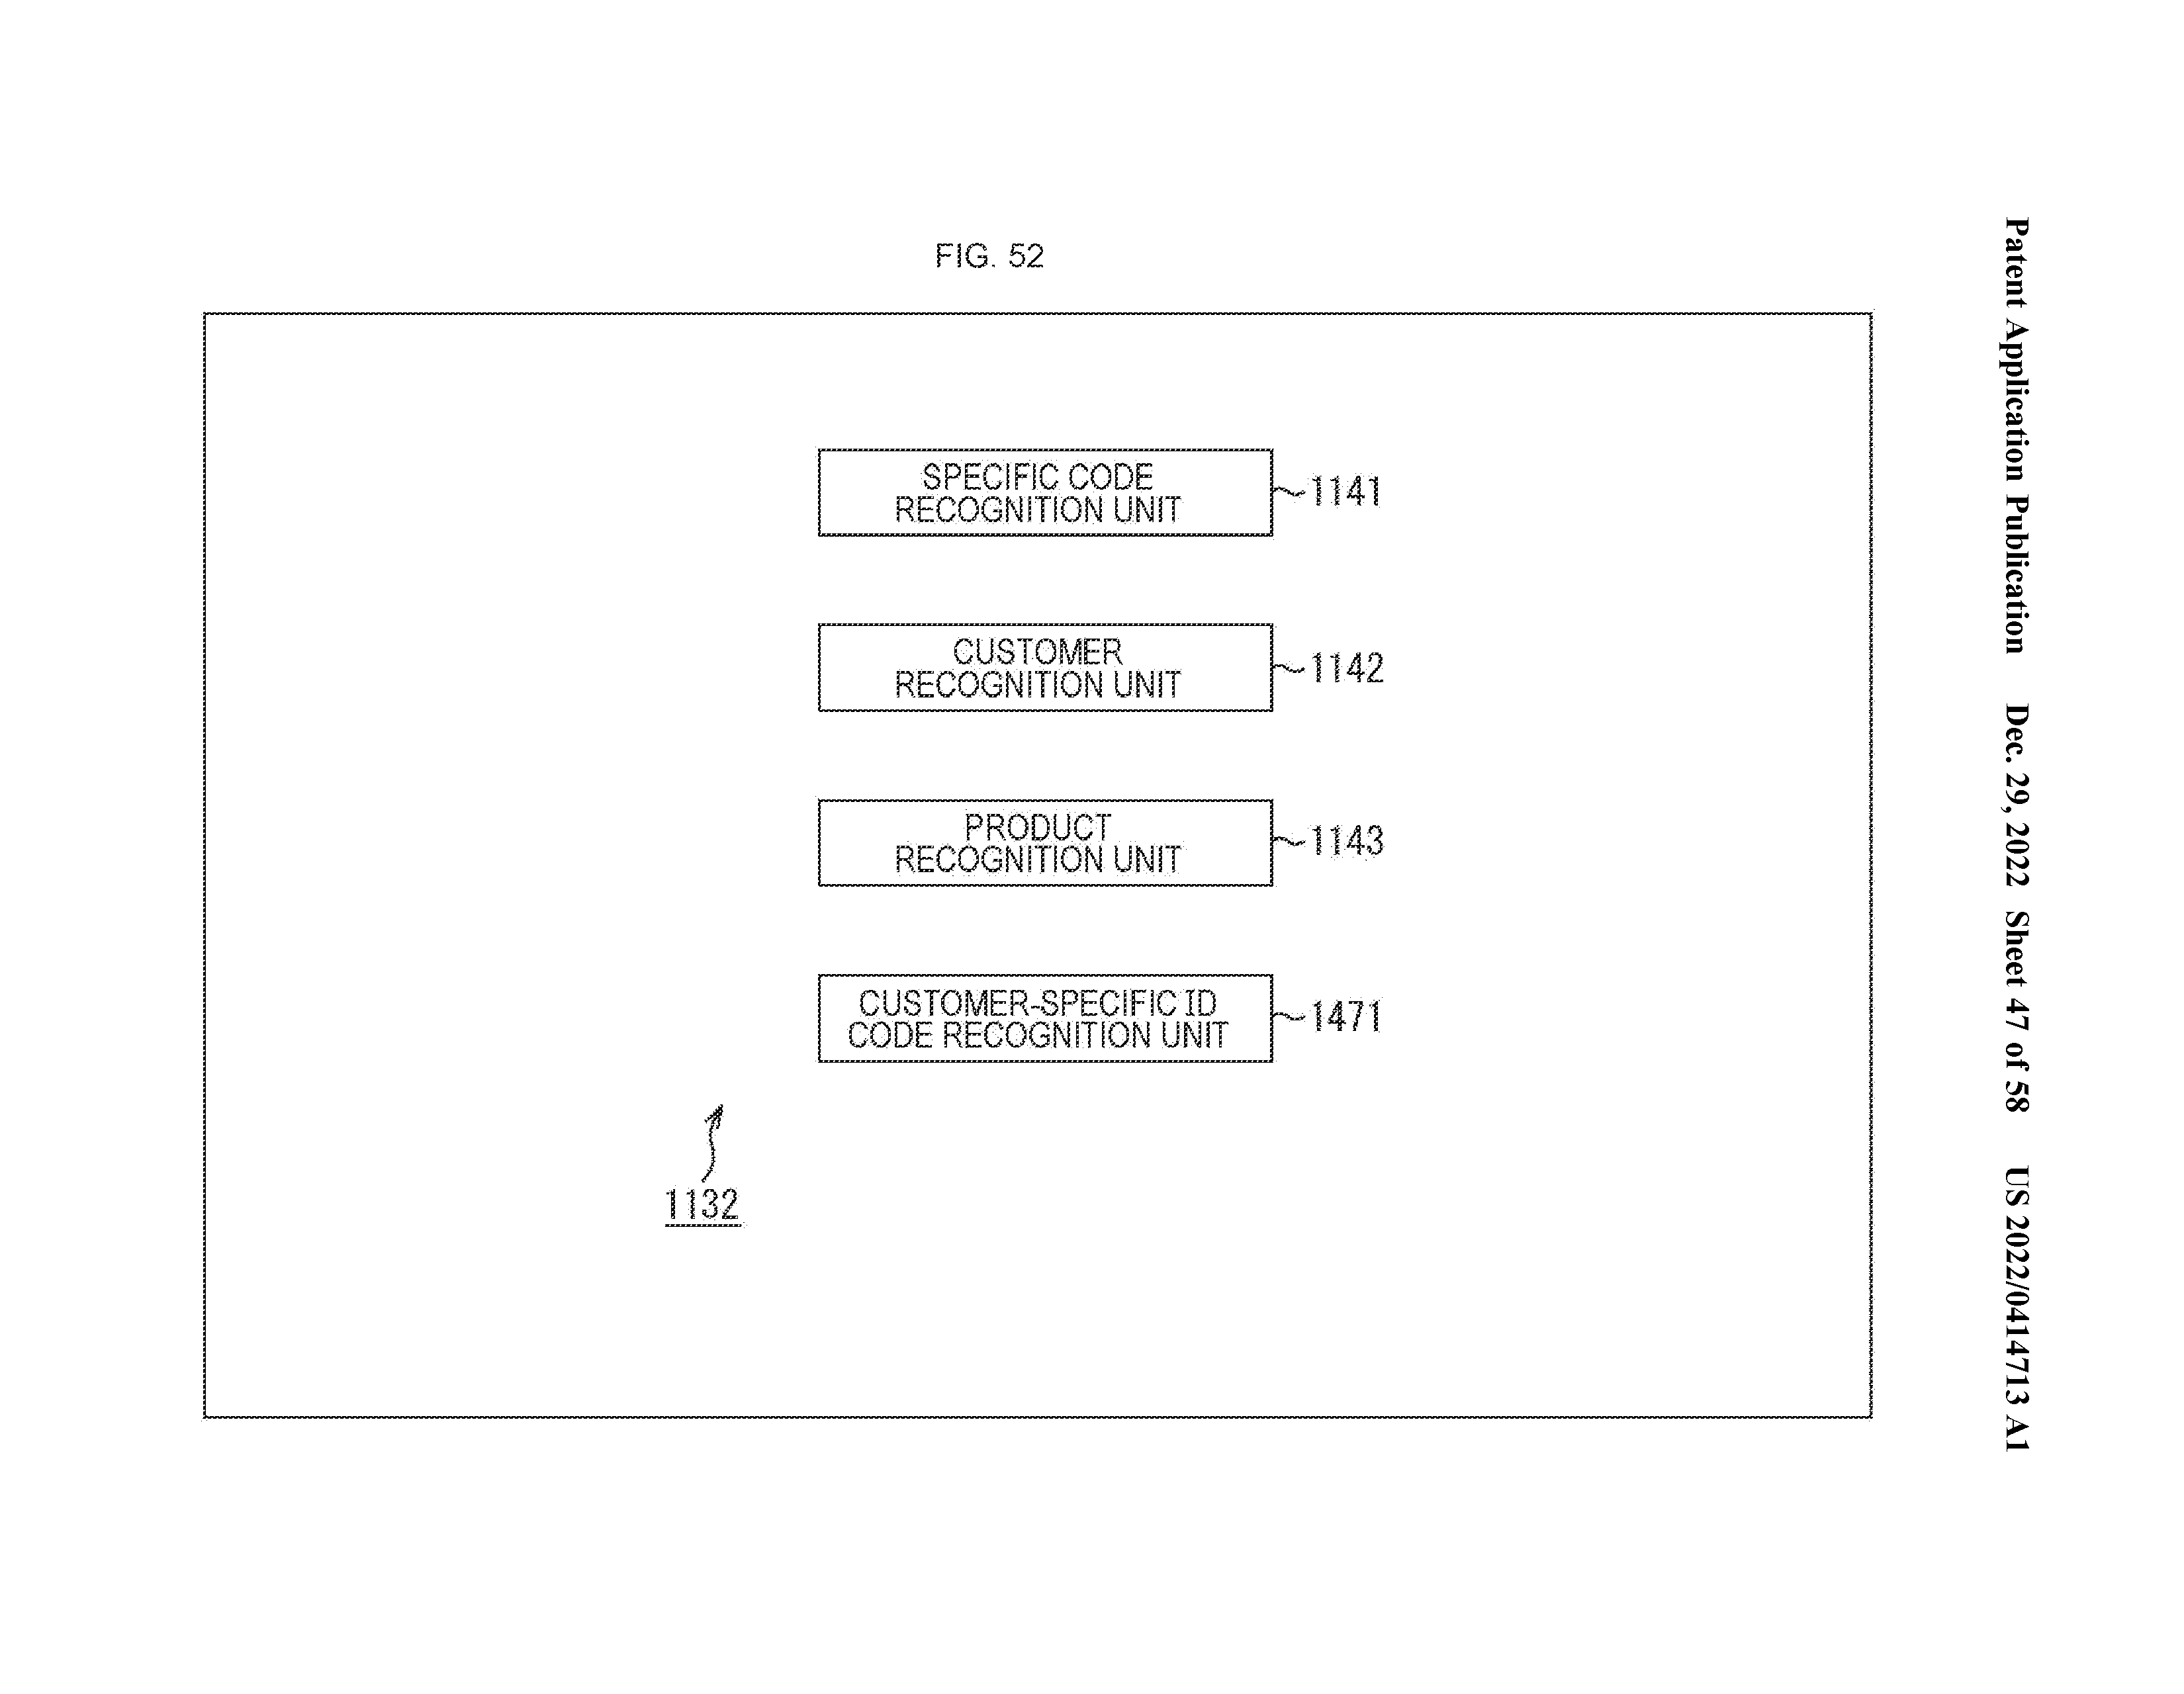 Patent Application Publication Dec. 29, 2022 Sheet 47 of 58 US 2022/0414713 A1
FIG. 52
SPECIFIC CODE
RECOGNITION UNIT
1141
CUSTOMER
RECOGNITION UNIT
1142
PRODUCT
RECOGNITION UNIT
1143
CUSTOMER-SPECIFIC ID
CODE RECOGNITION UNIT
1471
1132